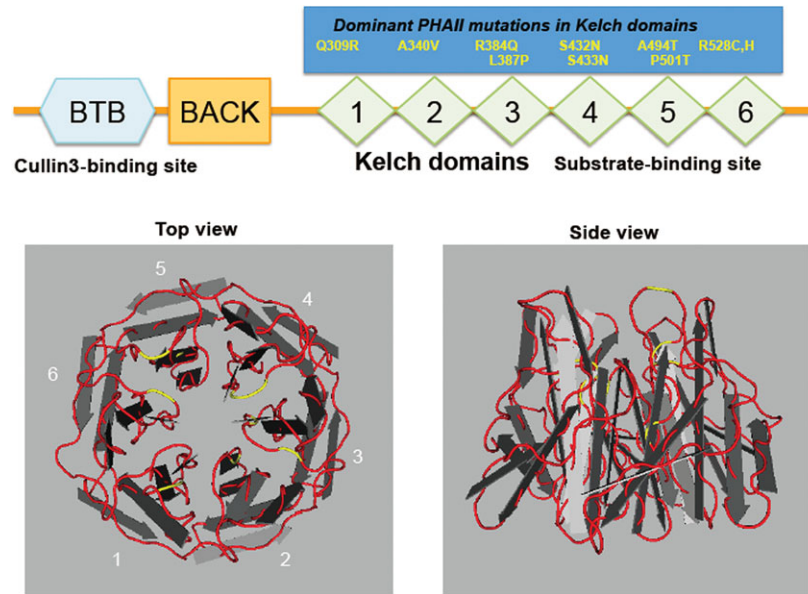 Dominant PHAII mutations in Kelch domains
Q309R A340V R384Q S432N A494T R528C,H
L387P S433N P501T
BTB BACK 1 2 3 4 5 6
Cullin3-binding site Kelch domains Substrate-binding site
Top view Side view
5
4
6
3
1
2